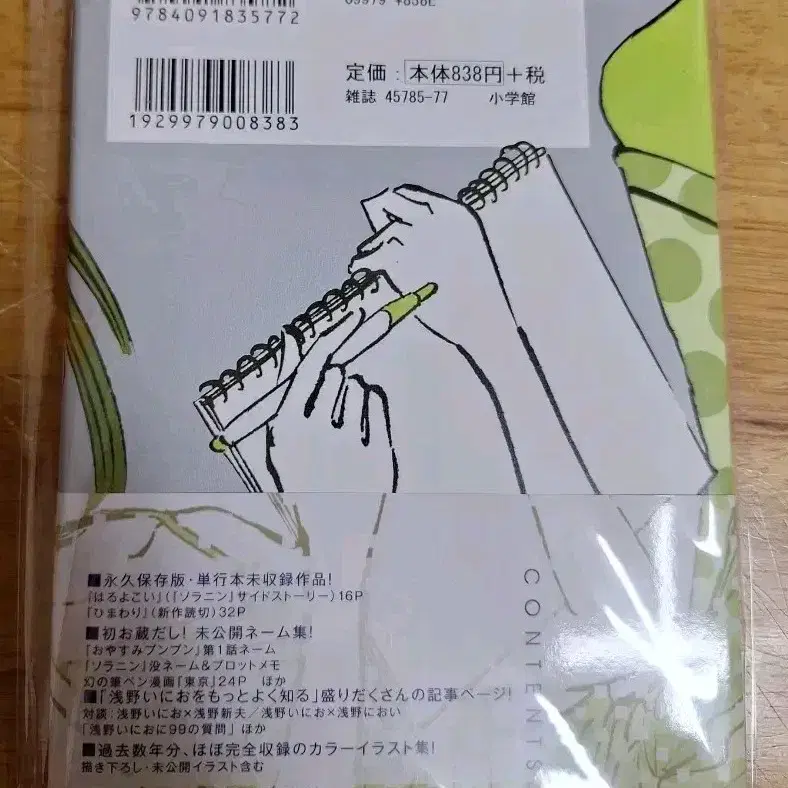 9784091835772
C9979 ¥838E
1929979008383
定価：本体838円＋税
雑誌 45785-77 小学館
永久保存版・単行本未収録作品！
『はるよこい』（『ソラニン』サイドストーリー）16P
『ひまわり』（新作読切）32P
初お蔵だし！ 未公開ネーム集！
『おやすみプンプン』第1話ネーム
『ソラニン』没ネーム＆プロットメモ
幻の筆ペン漫画『東京』24P ほか
「浅野いにおをもっとよく知る」盛りだくさんの記事ページ！
対談：浅野いにお×浅野新夫／浅野いにお×浅野におい
「浅野いにおに99の質問」ほか
過去数年分、ほぼ完全収録のカラーイラスト集！
描き下ろし・未公開イラスト含む
CONTENTS